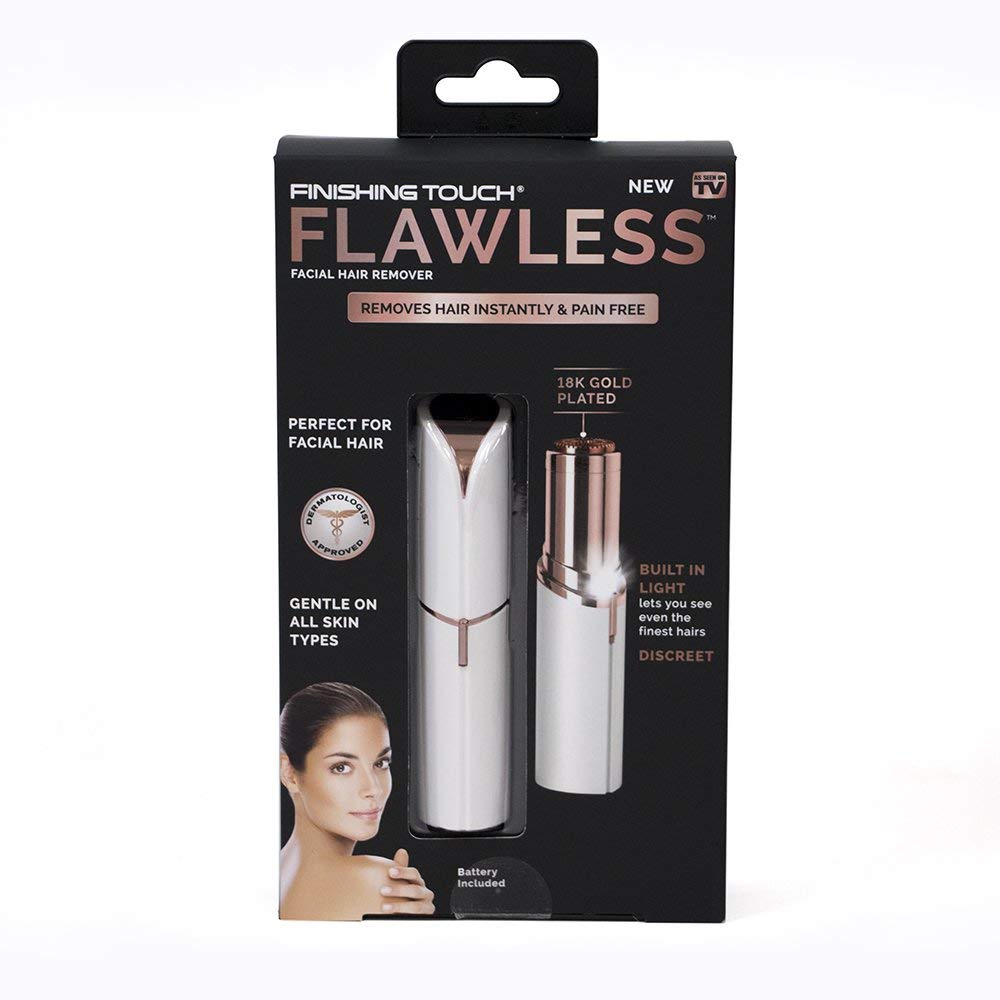 FINISHING TOUCH®
NEW
AS SEEN ON
TV
FLAWLESS™
FACIAL HAIR REMOVER
REMOVES HAIR INSTANTLY & PAIN FREE
18K GOLD
PLATED
PERFECT FOR
FACIAL HAIR
DERMATOLOGIST
APPROVED
BUILT IN
LIGHT
lets you see
even the
finest hairs
DISCREET
GENTLE ON
ALL SKIN
TYPES
Battery
Included